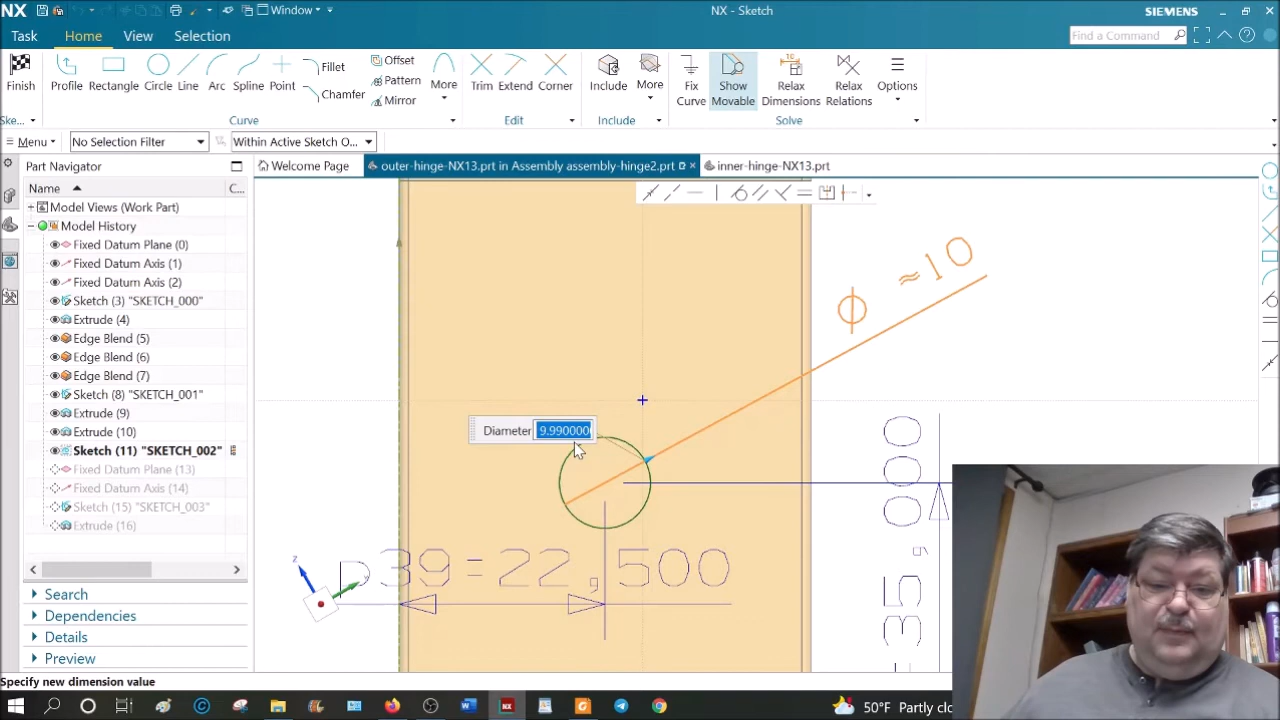 NX
Window
NX - Sketch
SIEMENS
Task
Home
View
Selection
Find a Command
Finish
Profile
Rectangle
Circle
Line
Arc
Spline
Point
Fillet
Chamfer
Offset
Pattern
Mirror
More
Trim
Extend
Corner
Include
More
Fix Curve
Show Movable
Relax Dimensions
Relax Relations
Options
Ske...
Curve
Edit
Include
Solve
Menu
No Selection Filter
Within Active Sketch O...
Part Navigator
Welcome Page
outer-hinge-NX13.prt in Assembly assembly-hinge2.prt
inner-hinge-NX13.prt
Name
C...
Model Views (Work Part)
Model History
Fixed Datum Plane (0)
Fixed Datum Axis (1)
Fixed Datum Axis (2)
Sketch (3) "SKETCH_000"
Extrude (4)
Edge Blend (5)
Edge Blend (6)
Edge Blend (7)
Sketch (8) "SKETCH_001"
Extrude (9)
Extrude (10)
Sketch (11) "SKETCH_002"
Fixed Datum Plane (13)
Fixed Datum Axis (14)
Sketch (15) "SKETCH_003"
Extrude (16)
Search
Dependencies
Details
Preview
ϕ ≈10
Diameter 9.990000
p39=22,500
=35,000
Z
Specify new dimension value
50°F Partly clo